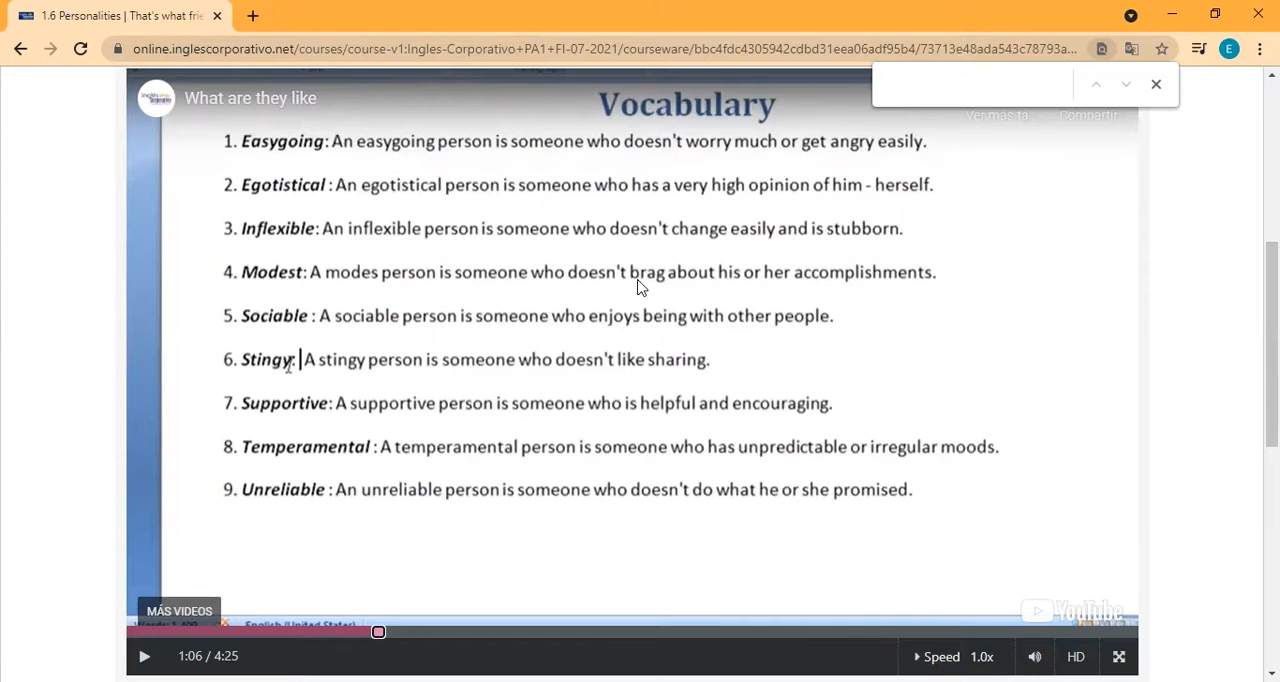 1.6 Personalities | That's what frie
online.inglescorporativo.net/courses/course-v1:Ingles-Corporativo+PA1+FI-07-2021/courseware/bbc4fdc4305942cdbd31eea06adf95b4/73713e48ada543c78793a...
E
What are they like
Vocabulary
Compartir
1. Easygoing: An easygoing person is someone who doesn't worry much or get angry easily.
2. Egotistical : An egotistical person is someone who has a very high opinion of him - herself.
3. Inflexible: An inflexible person is someone who doesn't change easily and is stubborn.
4. Modest: A modes person is someone who doesn't brag about his or her accomplishments.
5. Sociable : A sociable person is someone who enjoys being with other people.
6. Stingy: A stingy person is someone who doesn't like sharing.
7. Supportive: A supportive person is someone who is helpful and encouraging.
8. Temperamental : A temperamental person is someone who has unpredictable or irregular moods.
9. Unreliable : An unreliable person is someone who doesn't do what he or she promised.
MÁS VIDEOS
YouTube
English (United States)
1:06 / 4:25
Speed 1.0x
HD